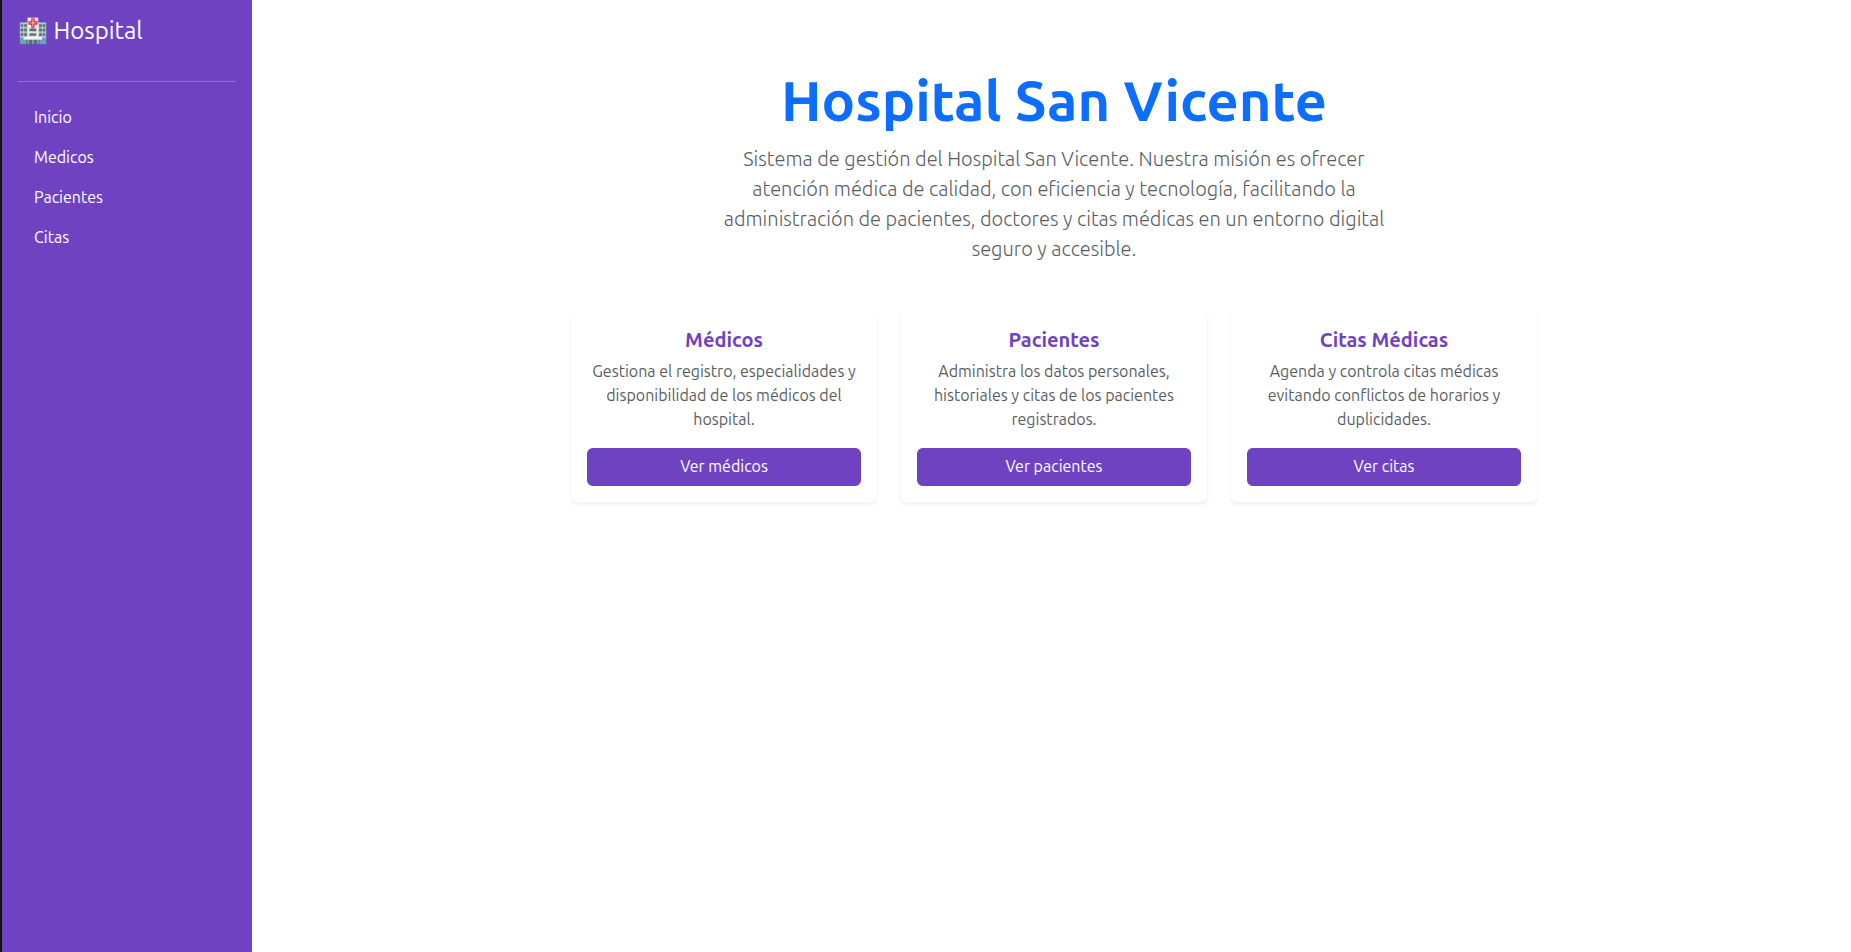 Hospital
Inicio
Medicos
Pacientes
Citas
Hospital San Vicente
Sistema de gestión del Hospital San Vicente. Nuestra misión es ofrecer
atención médica de calidad, con eficiencia y tecnología, facilitando la
administración de pacientes, doctores y citas médicas en un entorno digital
seguro y accesible.
Médicos
Gestiona el registro, especialidades y
disponibilidad de los médicos del
hospital.
Ver médicos
Pacientes
Administra los datos personales,
historiales y citas de los pacientes
registrados.
Ver pacientes
Citas Médicas
Agenda y controla citas médicas
evitando conflictos de horarios y
duplicidades.
Ver citas